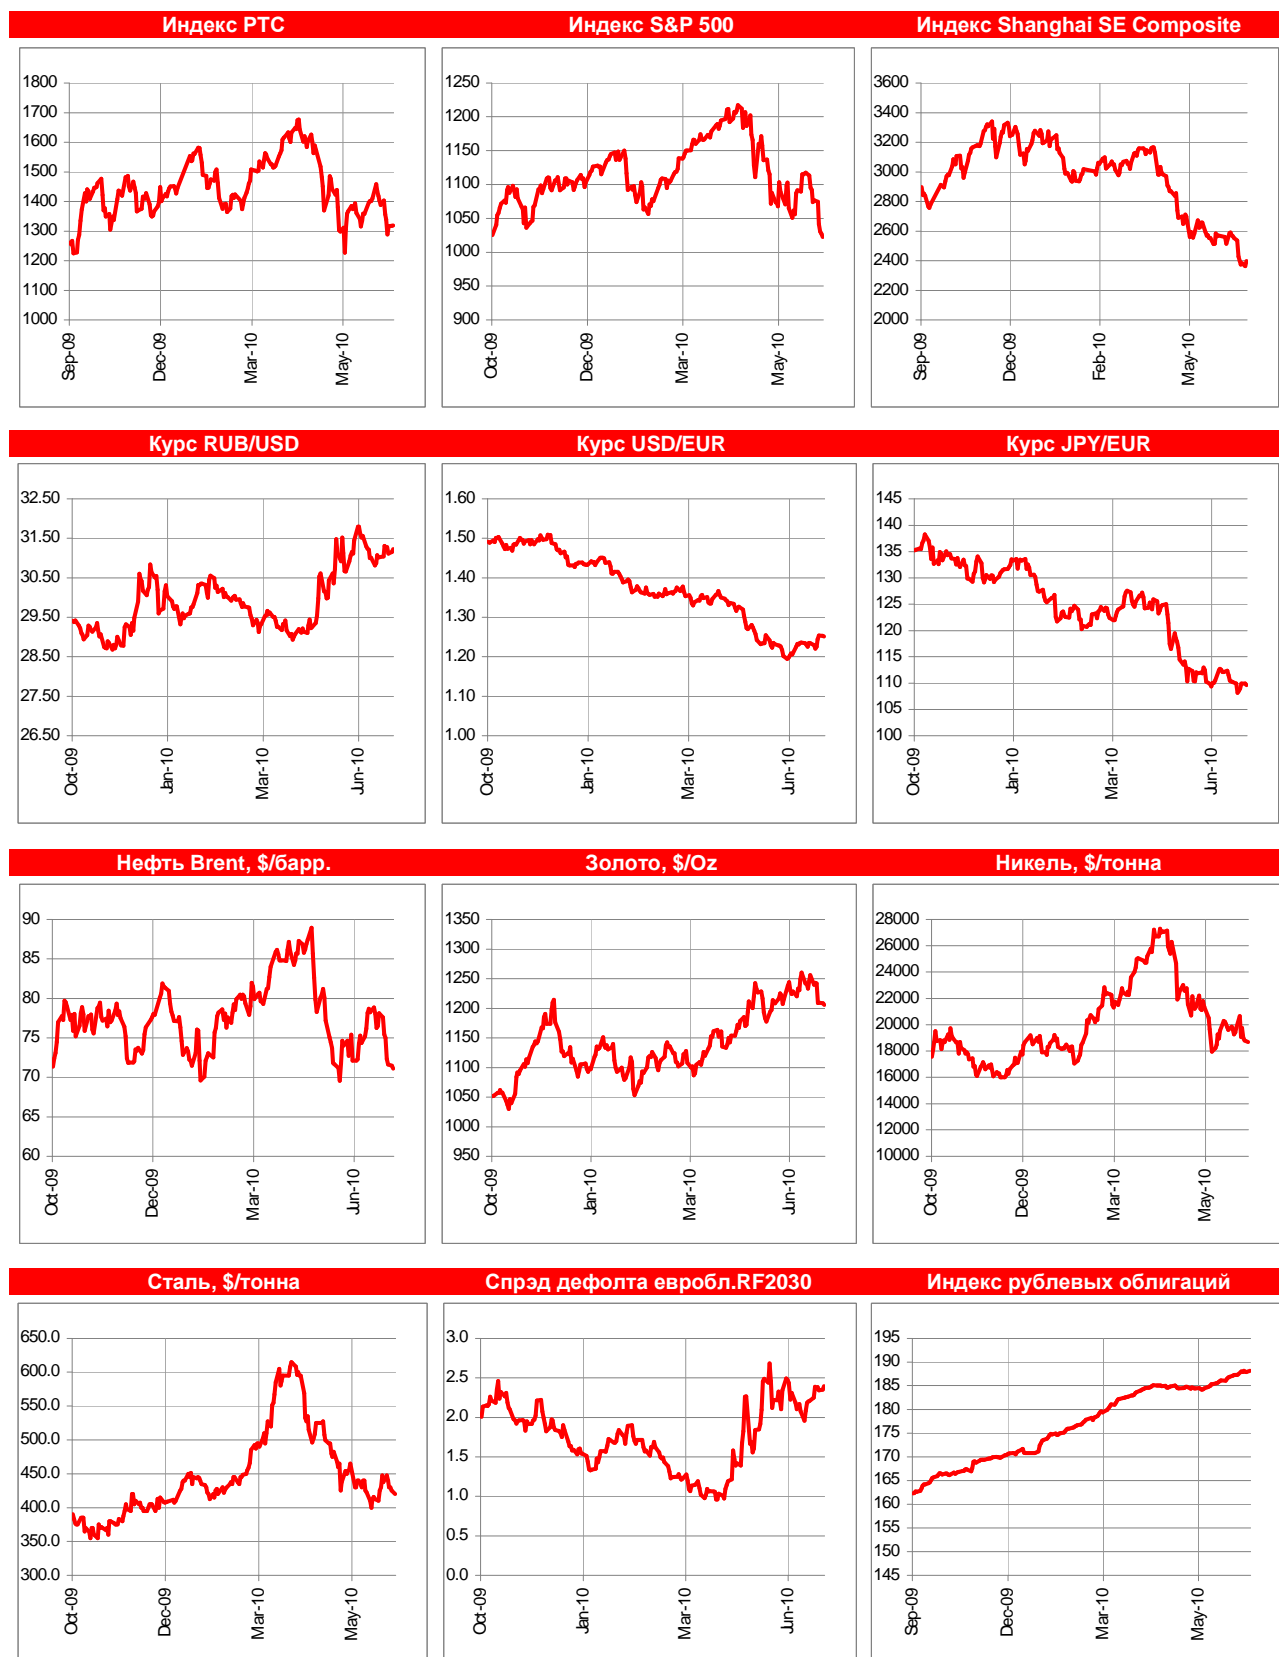 Индекс РТС
Индекс S&P 500
Индекс Shanghai SE Composite
1800
1700
1600
1500
1400
1300
1200
1100
1000
Sep-09
Dec-09
Mar-10
May-10
1250
1200
1150
1100
1050
1000
950
900
Oct-09
Dec-09
Mar-10
May-10
3600
3400
3200
3000
2800
2600
2400
2200
2000
Sep-09
Dec-09
Feb-10
May-10
Курс RUB/USD
Курс USD/EUR
Курс JPY/EUR
32.50
31.50
30.50
29.50
28.50
27.50
26.50
Oct-09
Jan-10
Mar-10
Jun-10
1.60
1.50
1.40
1.30
1.20
1.10
1.00
Oct-09
Jan-10
Mar-10
Jun-10
145
140
135
130
125
120
115
110
105
100
Oct-09
Jan-10
Mar-10
Jun-10
Нефть Brent, $/барр.
Золото, $/Oz
Никель, $/тонна
90
85
80
75
70
65
60
Oct-09
Dec-09
Mar-10
Jun-10
1350
1300
1250
1200
1150
1100
1050
1000
950
Oct-09
Jan-10
Mar-10
Jun-10
28000
26000
24000
22000
20000
18000
16000
14000
12000
10000
Oct-09
Dec-09
Mar-10
May-10
Сталь, $/тонна
Спрэд дефолта евробл.RF2030
Индекс рублевых облигаций
650.0
600.0
550.0
500.0
450.0
400.0
350.0
300.0
Oct-09
Dec-09
Mar-10
May-10
3.0
2.5
2.0
1.5
1.0
0.5
0.0
Oct-09
Jan-10
Mar-10
Jun-10
195
190
185
180
175
170
165
160
155
150
145
Sep-09
Dec-09
Mar-10
May-10